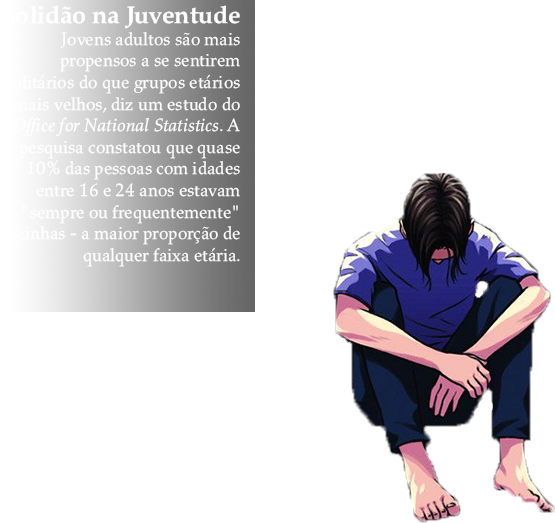 olidão na Juventude
Jovens adultos são mais
propensos a se sentirem
litários do que grupos etários
mais velhos, diz um estudo do
Office for National Statistics. A
pesquisa constatou que quase
10% das pessoas com idades
entre 16 e 24 anos estavam
"sempre ou frequentemente"
zinhas - a maior proporção de
qualquer faixa etária.